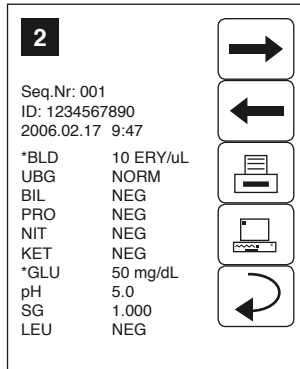 2
Seq.Nr: 001
ID: 1234567890
2006.02.17 9:47
*BLD 10 ERY/uL
UBG NORM
BIL NEG
PRO NEG
NIT NEG
KET NEG
*GLU 50 mg/dL
pH 5.0
SG 1.000
LEU NEG